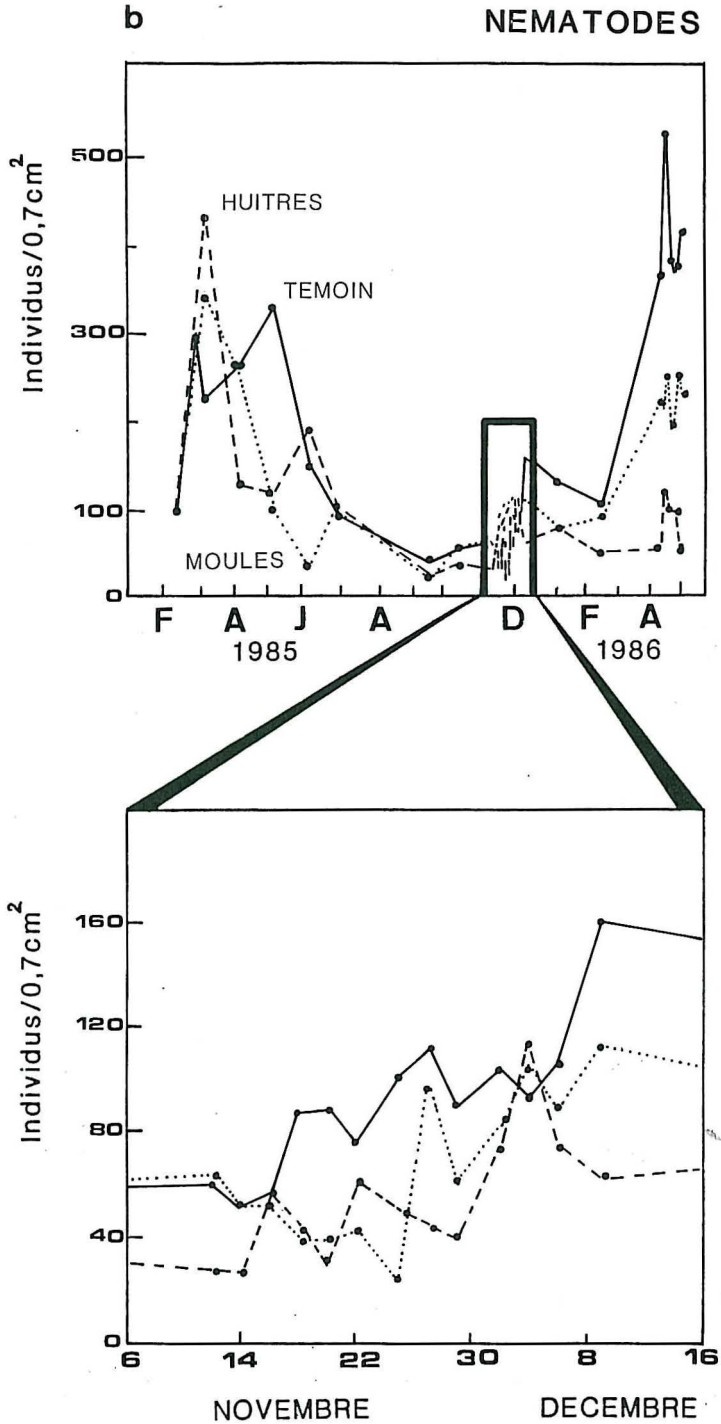 b NEMATODES
Individus/0,7cm²
500
300
100
0
HUITRES
TEMOIN
MOULES
F A J A D F A
1985 1986
Individus/0,7cm²
160
120
80
40
0
6 14 22 30 8 16
NOVEMBRE DECEMBRE